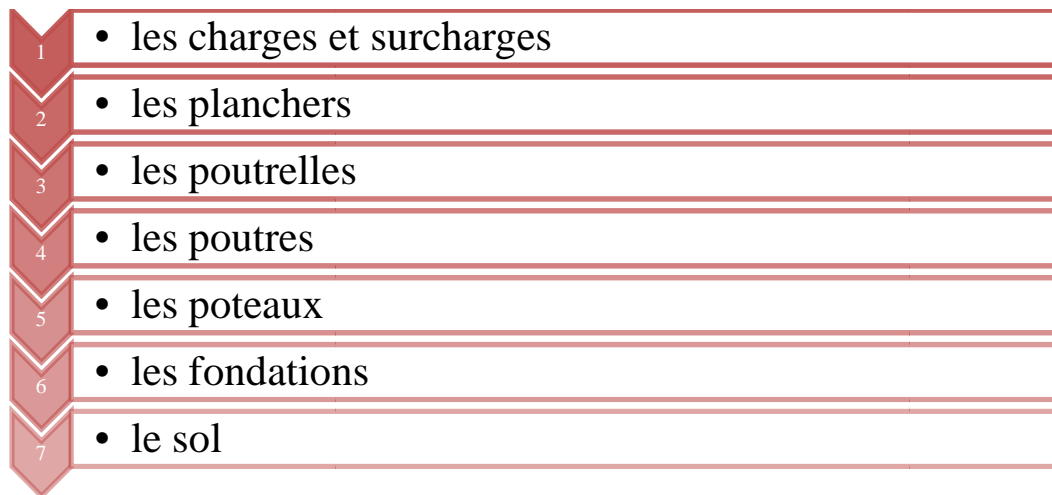 1 • les charges et surcharges
2 • les planchers
3 • les poutrelles
4 • les poutres
5 • les poteaux
6 • les fondations
7 • le sol